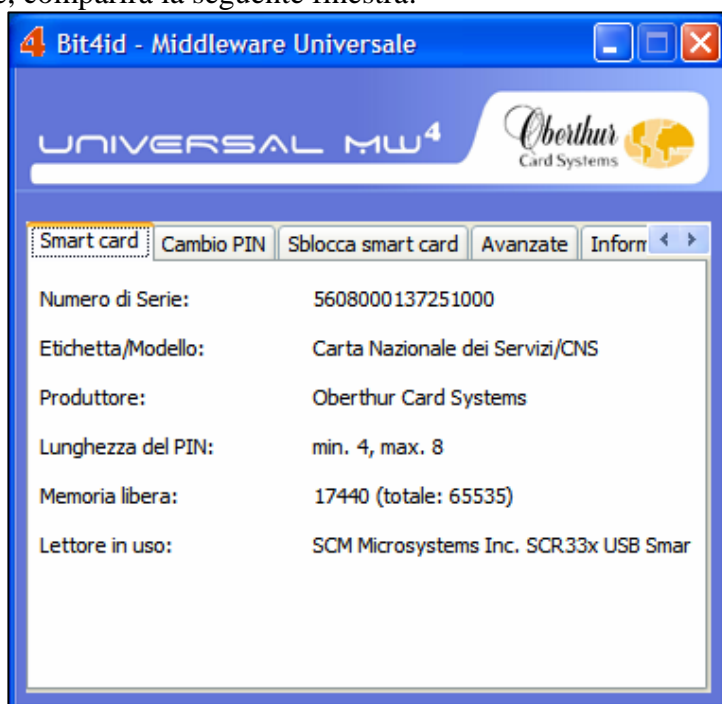 e, comparirà la seguente finestra:
4 Bit4id - Middleware Universale
UNIVERSAL MW4
Oberthur
Card Systems
Smart card Cambio PIN Sblocca smart card Avanzate Inform
Numero di Serie: 5608000137251000
Etichetta/Modello: Carta Nazionale dei Servizi/CNS
Produttore: Oberthur Card Systems
Lunghezza del PIN: min. 4, max. 8
Memoria libera: 17440 (totale: 65535)
Lettore in uso: SCM Microsystems Inc. SCR33x USB Smar